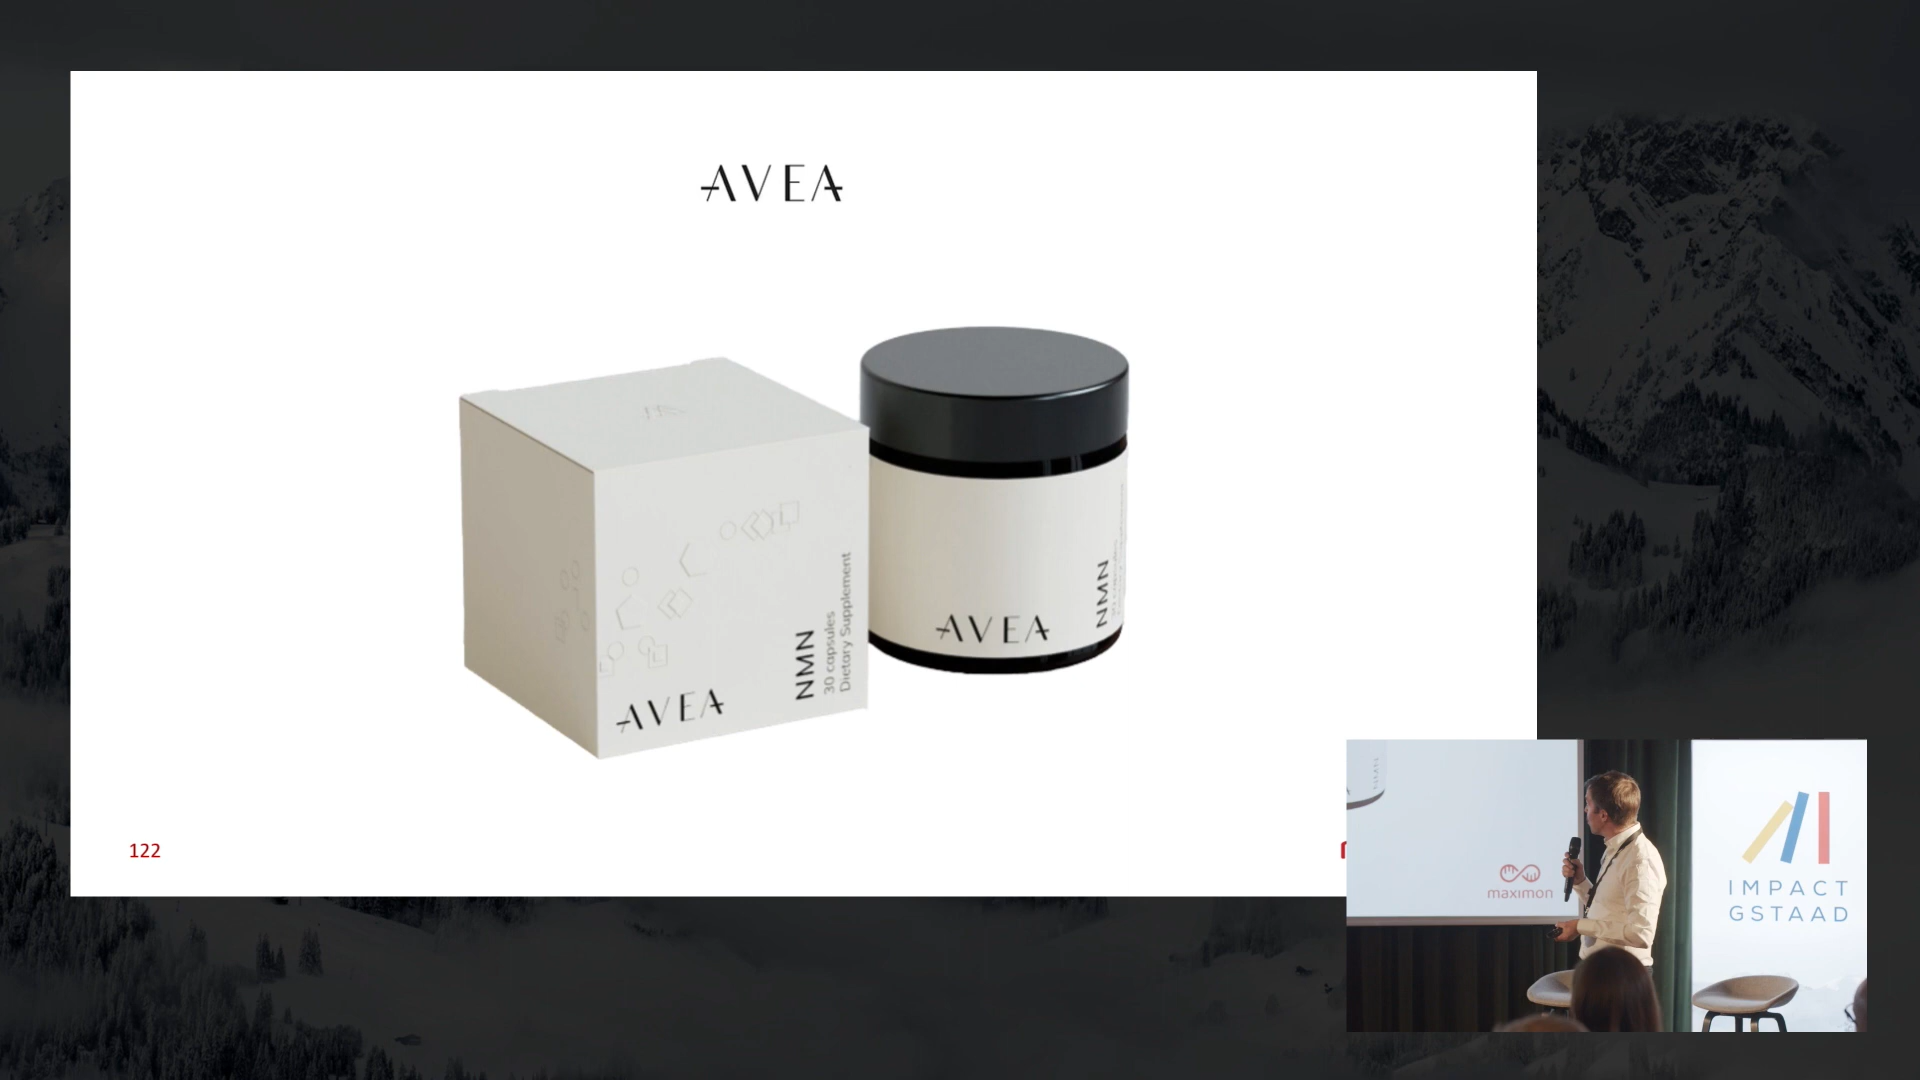 AVEA
NMN
30 capsules
Dietary Supplement
AVEA
NMN
AVEA
122
maximon
IMPACT
GSTAAD